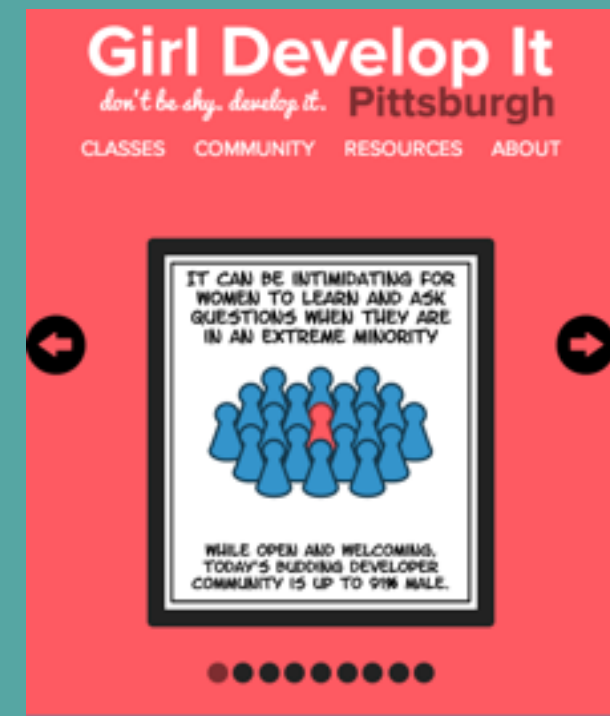 Girl Develop It
don't be shy. develop it. Pittsburgh
CLASSES COMMUNITY RESOURCES ABOUT
IT CAN BE INTIMIDATING FOR
WOMEN TO LEARN AND ASK
QUESTIONS WHEN THEY ARE
IN AN EXTREME MINORITY
WHILE OPEN AND WELCOMING,
TODAY'S BUDDING DEVELOPER
COMMUNITY IS UP TO 91% MALE.